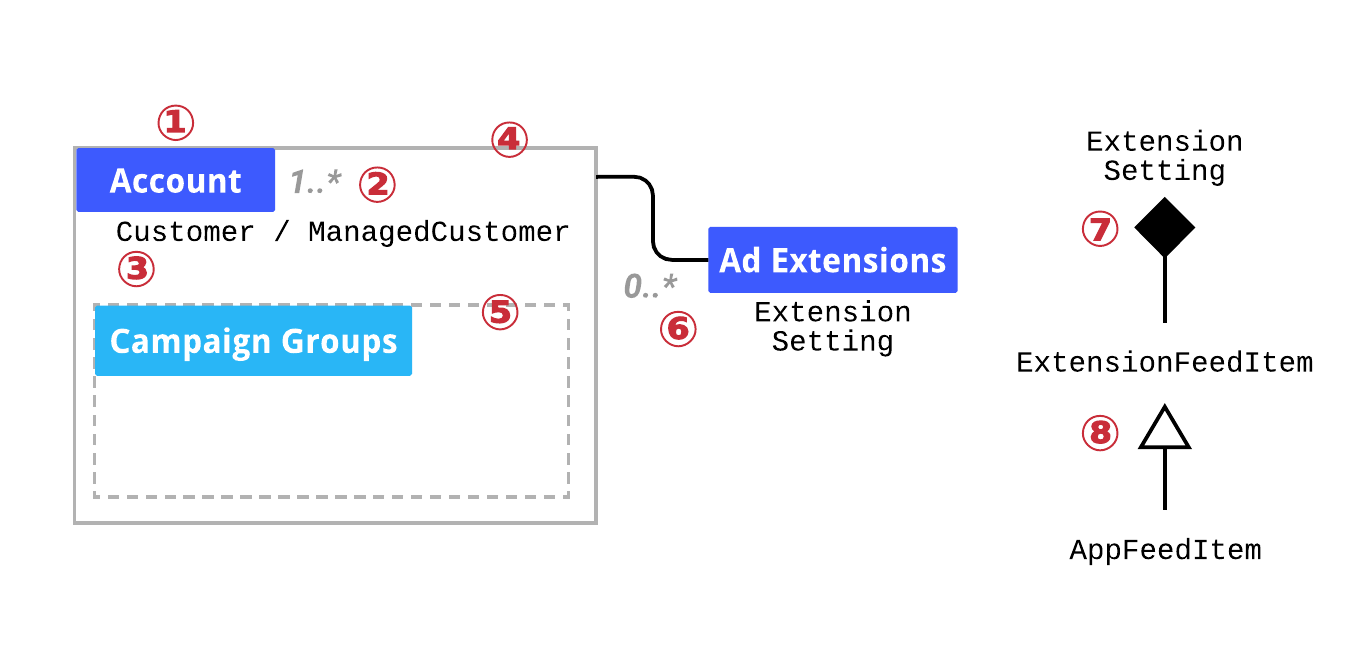 ①
④
Account 1..* ②
Customer / ManagedCustomer
③
⑤
Campaign Groups
Ad Extensions
0..*
⑥
Extension
Setting
Extension
Setting
⑦
ExtensionFeedItem
⑧
AppFeedItem